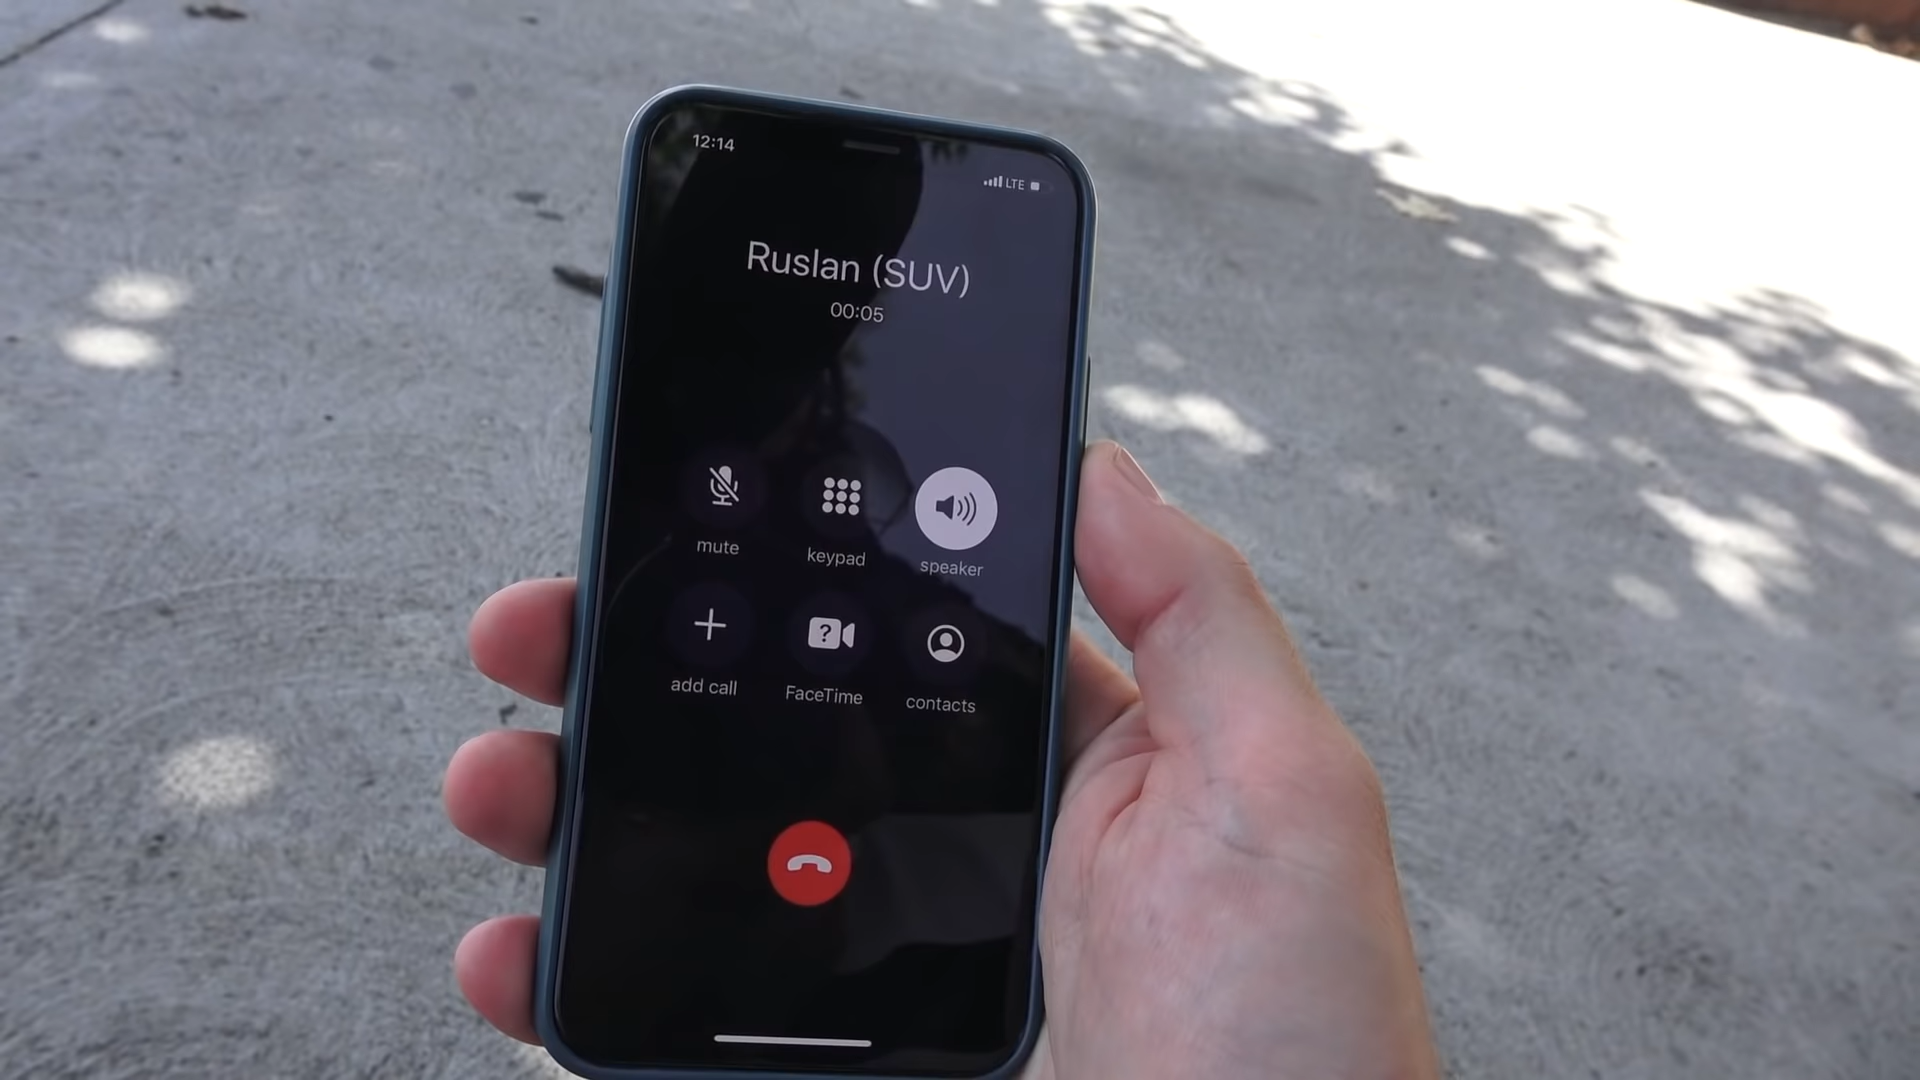 12:14
LTE
Ruslan (SUV)
00:05
mute
keypad
speaker
?
add call
FaceTime
contacts